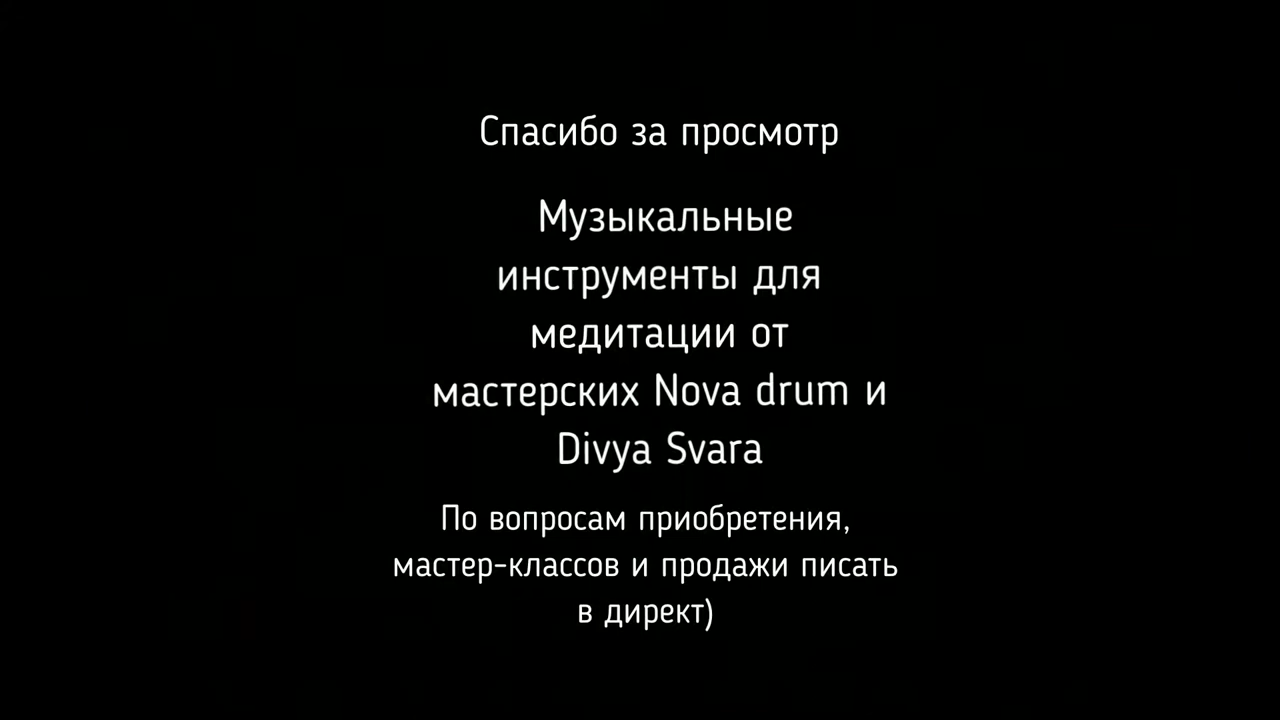 Спасибо за просмотр
Музыкальные
инструменты для
медитации от
мастерских Nova drum и
Divya Svara
По вопросам приобретения,
мастер-классов и продажи писать
в директ)